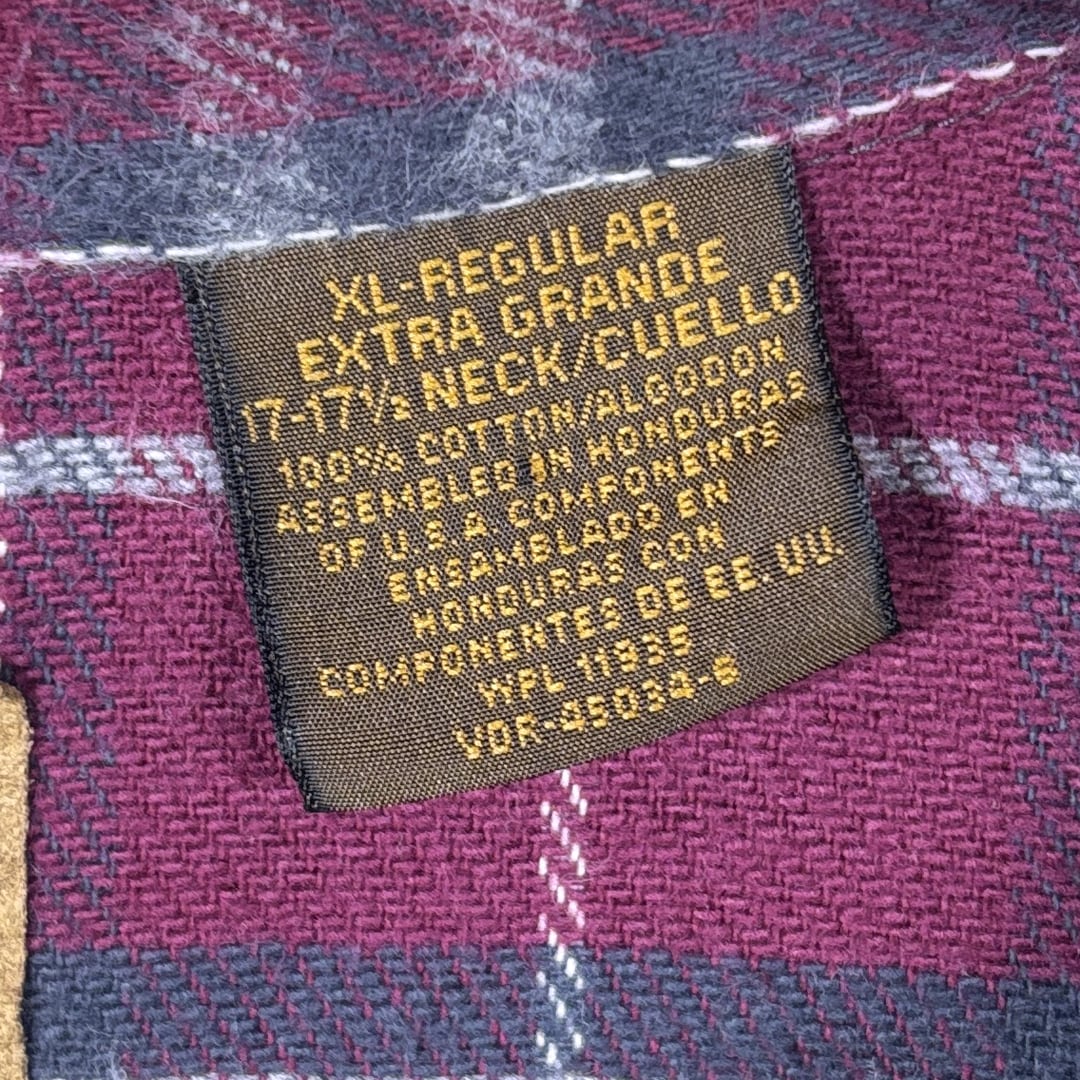 XL-REGULAR
EXTRA GRANDE
17-17½ NECK/CUELLO
100% COTTON/ALGODON
ASSEMBLED IN HONDURAS
OF U.S.A. COMPONENTS
ENSAMBLADO EN
HONDURAS CON
COMPONENTES DE EE.UU.
WPL 11935
VDR-45034-6